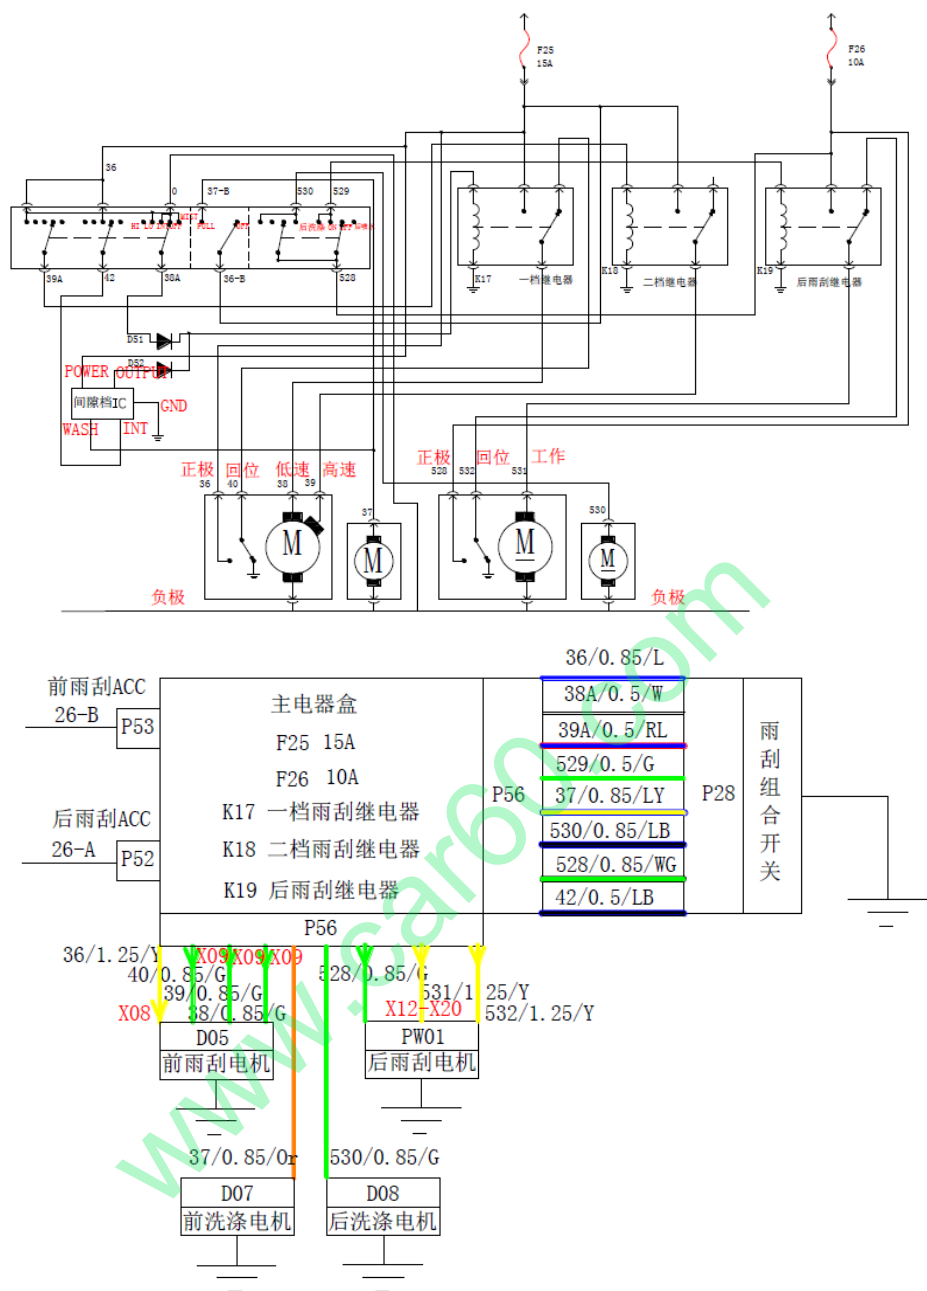 F25
15A
F26
10A
36
0
37-B
530
529
MIST
HI LO INT OFF
PULL
OFF
后洗涤 ON OFF
39A
42
38A
36-B
528
K17
一档继电器
K18
二档继电器
K19
后雨刮继电器
D51
D52
POWER OUTPUT
间隙档IC
GND
WASH
INT
正极 回位 低速 高速
36
40
38
39
37
正极 回位 工作
528
532
531
530
M
M
M
M
负极
负极
36/0.85/L
前雨刮ACC
26-B
P53
主电器盒
F25 15A
F26 10A
K17 一档雨刮继电器
K18 二档雨刮继电器
K19 后雨刮继电器
后雨刮ACC
26-A
P52
P56
38A/0.5/W
39A/0.5/RL
529/0.5/G
37/0.85/LY
530/0.85/LB
528/0.85/WG
42/0.5/LB
P28
雨刮组合开关
P56
36/1.25/Y
X09
X09
X09
40/0.85/G
39/0.85/G
38/0.85/G
X08
528/0.85/G
531/1.25/Y
X12-X20
532/1.25/Y
D05
前雨刮电机
PW01
后雨刮电机
37/0.85/Or
530/0.85/G
D07
前洗涤电机
D08
后洗涤电机
www.car60.com